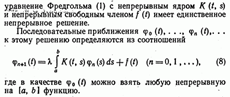 уравнение Фредгольма (1) с непрерывным ядром K (t, s)
и непрерывным свободным членом f (t) имеет единственное
непрерывное решение.
Последовательные приближения φ₀ (t), . . ., φₙ (t), . .
к этому решению определяются из соотношений
φₙ₊₁(t) = λ ∫ₐᵇ K (t, s) φₙ (s) ds + f (t) (n = 0, 1, . . .), (8)
где в качестве φ₀ (t) можно взять любую непрерывную
на [a, b] функцию.